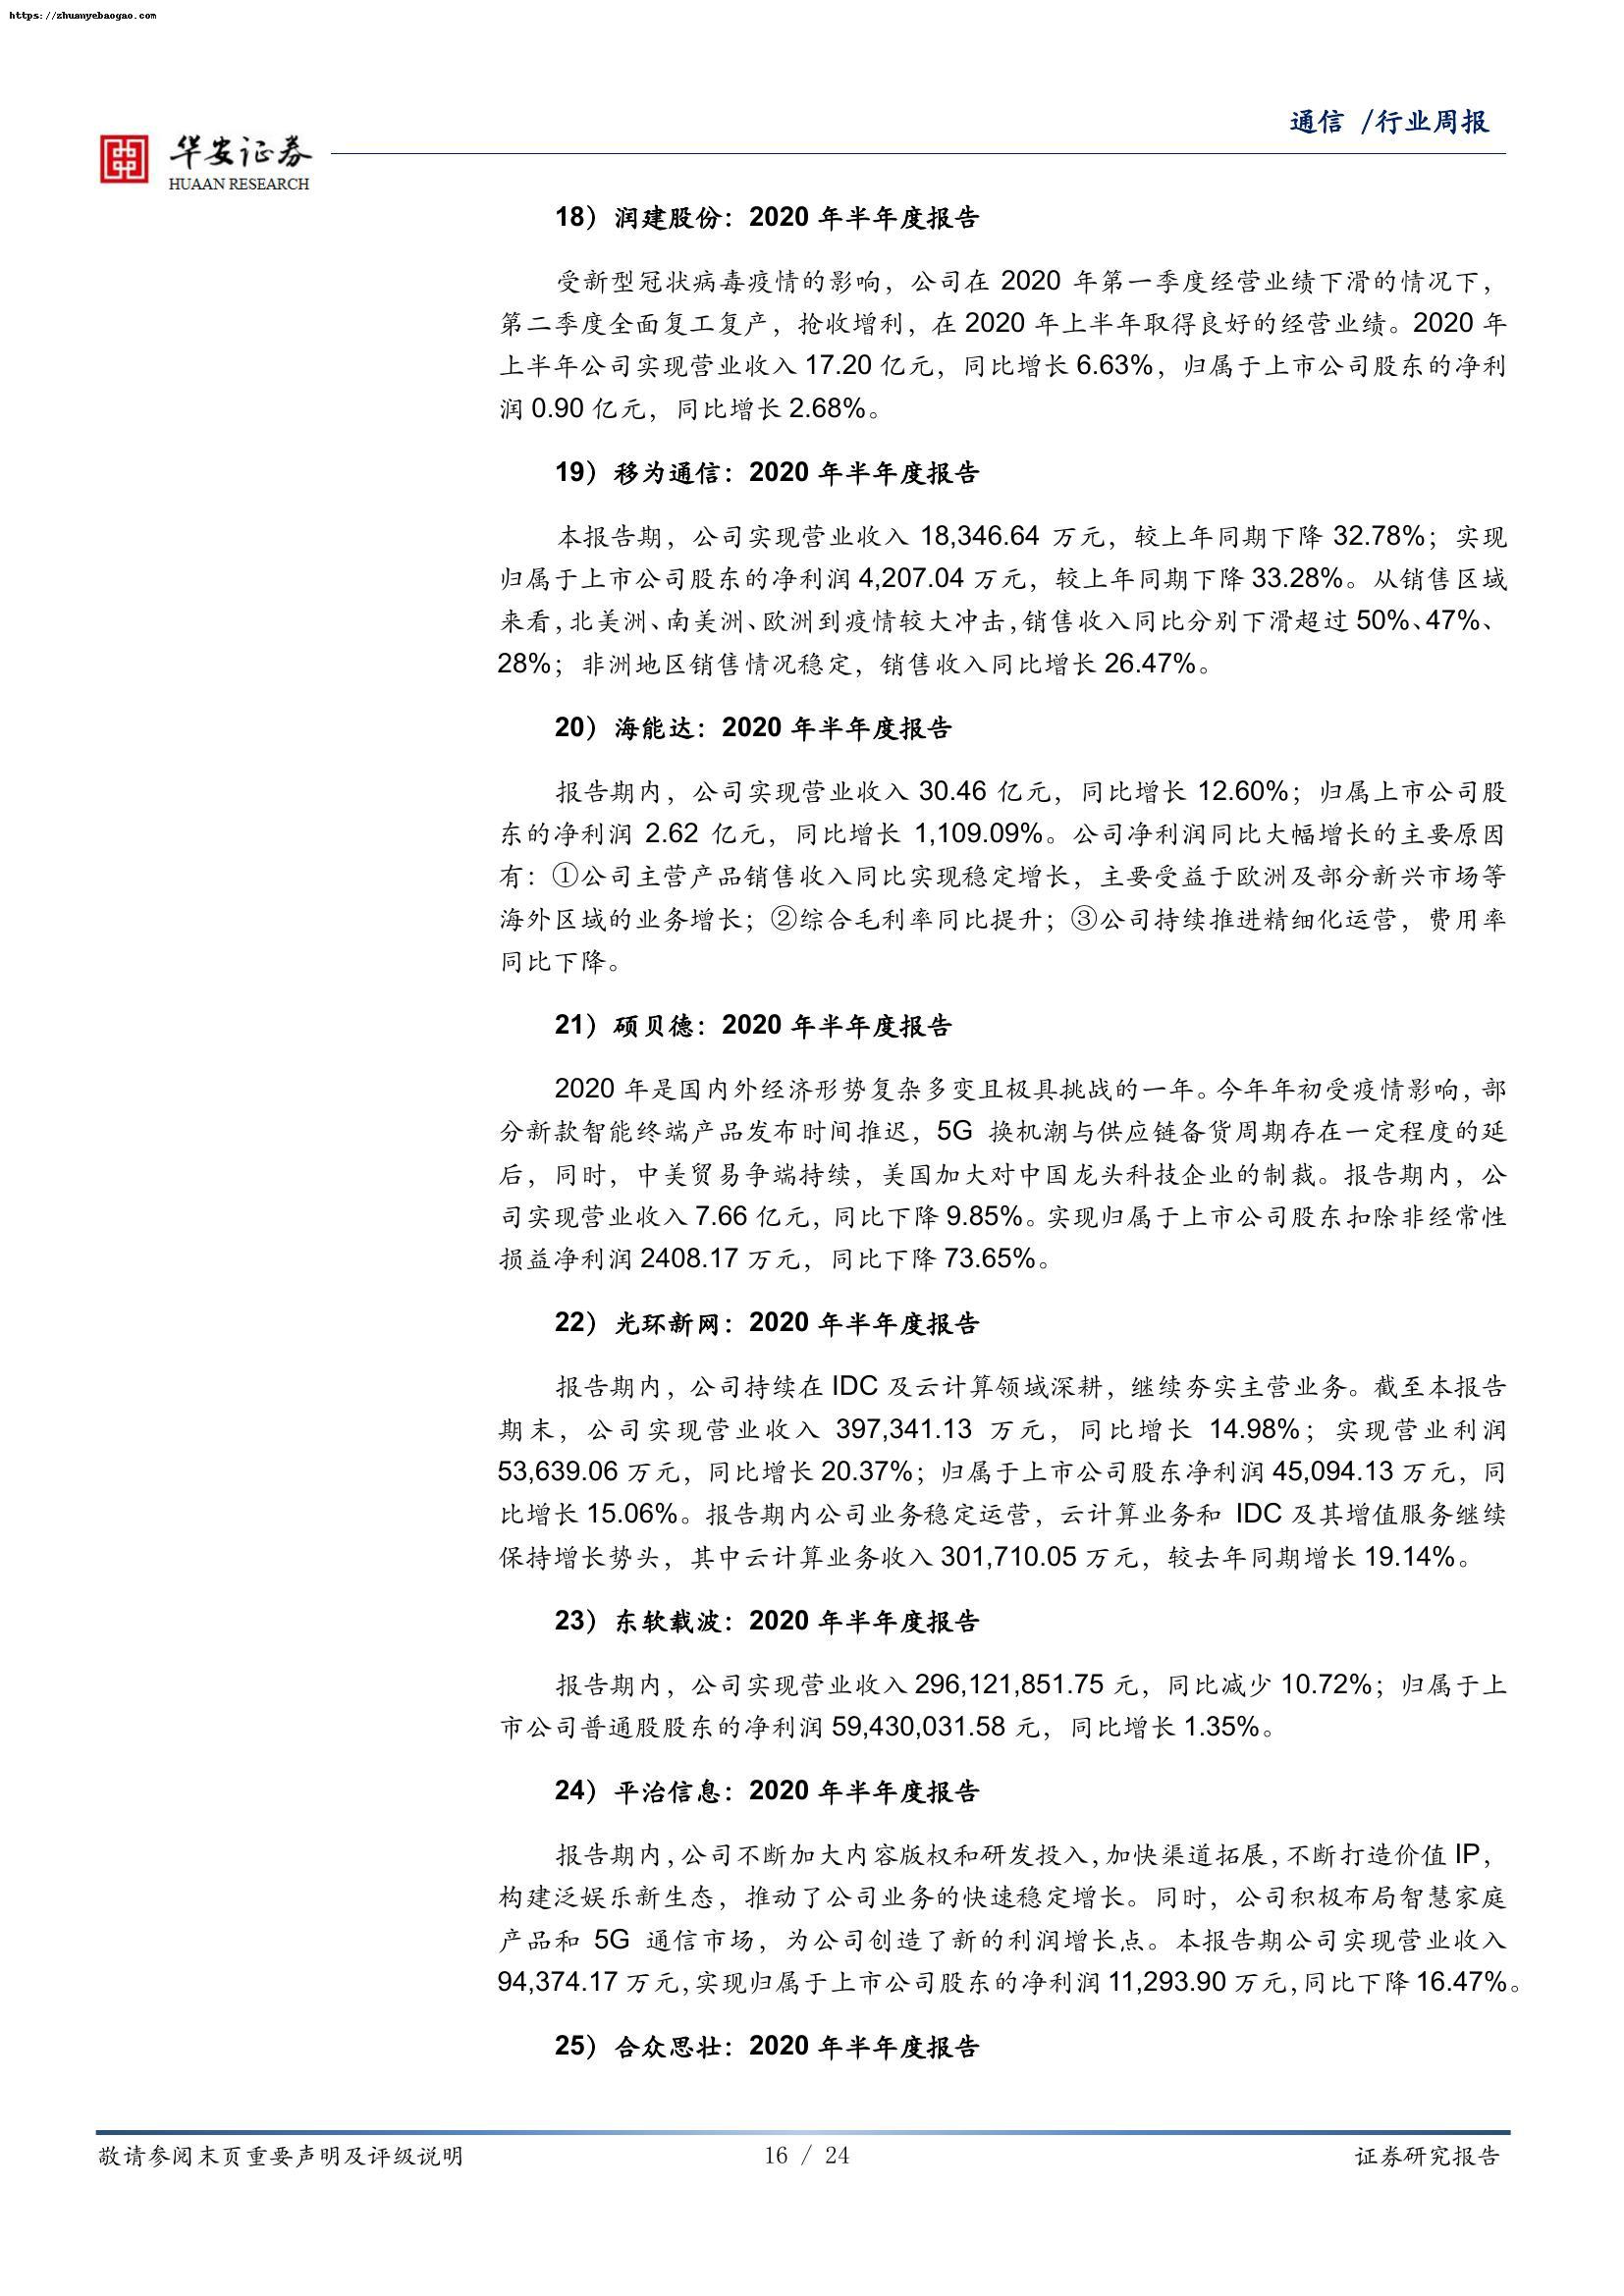 https://zhuanyebaogao.com
通信 /行业周报
华安证券
HUAAN RESEARCH
18）润建股份：2020 年半年度报告
受新型冠状病毒疫情的影响，公司在 2020 年第一季度经营业绩下滑的情况下，
第二季度全面复工复产，抢收增利，在 2020 年上半年取得良好的经营业绩。2020 年
上半年公司实现营业收入 17.20 亿元，同比增长 6.63%，归属于上市公司股东的净利
润 0.90 亿元，同比增长 2.68%。
19）移为通信：2020 年半年度报告
本报告期，公司实现营业收入 18,346.64 万元，较上年同期下降 32.78%；实现
归属于上市公司股东的净利润 4,207.04 万元，较上年同期下降 33.28%。从销售区域
来看，北美洲、南美洲、欧洲到疫情较大冲击，销售收入同比分别下滑超过 50%、47%、
28%；非洲地区销售情况稳定，销售收入同比增长 26.47%。
20）海能达：2020 年半年度报告
报告期内，公司实现营业收入 30.46 亿元，同比增长 12.60%；归属上市公司股
东的净利润 2.62 亿元，同比增长 1,109.09%。公司净利润同比大幅增长的主要原因
有：①公司主营产品销售收入同比实现稳定增长，主要受益于欧洲及部分新兴市场等
海外区域的业务增长；②综合毛利率同比提升；③公司持续推进精细化运营，费用率
同比下降。
21）硕贝德：2020 年半年度报告
2020 年是国内外经济形势复杂多变且极具挑战的一年。今年年初受疫情影响，部
分新款智能终端产品发布时间推迟，5G 换机潮与供应链备货周期存在一定程度的延
后，同时，中美贸易争端持续，美国加大对中国龙头科技企业的制裁。报告期内，公
司实现营业收入 7.66 亿元，同比下降 9.85%。实现归属于上市公司股东扣除非经常性
损益净利润 2408.17 万元，同比下降 73.65%。
22）光环新网：2020 年半年度报告
报告期内，公司持续在 IDC 及云计算领域深耕，继续夯实主营业务。截至本报告
期末，公司实现营业收入 397,341.13 万元，同比增长 14.98%；实现营业利润
53,639.06 万元，同比增长 20.37%；归属于上市公司股东净利润 45,094.13 万元，同
比增长 15.06%。报告期内公司业务稳定运营，云计算业务和 IDC 及其增值服务继续
保持增长势头，其中云计算业务收入 301,710.05 万元，较去年同期增长 19.14%。
23）东软载波：2020 年半年度报告
报告期内，公司实现营业收入 296,121,851.75 元，同比减少 10.72%；归属于上
市公司普通股股东的净利润 59,430,031.58 元，同比增长 1.35%。
24）平治信息：2020 年半年度报告
报告期内，公司不断加大内容版权和研发投入，加快渠道拓展，不断打造价值 IP，
构建泛娱乐新生态，推动了公司业务的快速稳定增长。同时，公司积极布局智慧家庭
产品和 5G 通信市场，为公司创造了新的利润增长点。本报告期公司实现营业收入
94,374.17 万元，实现归属于上市公司股东的净利润 11,293.90 万元，同比下降 16.47%。
25）合众思壮：2020 年半年度报告
敬请参阅末页重要声明及评级说明
16 / 24
证券研究报告